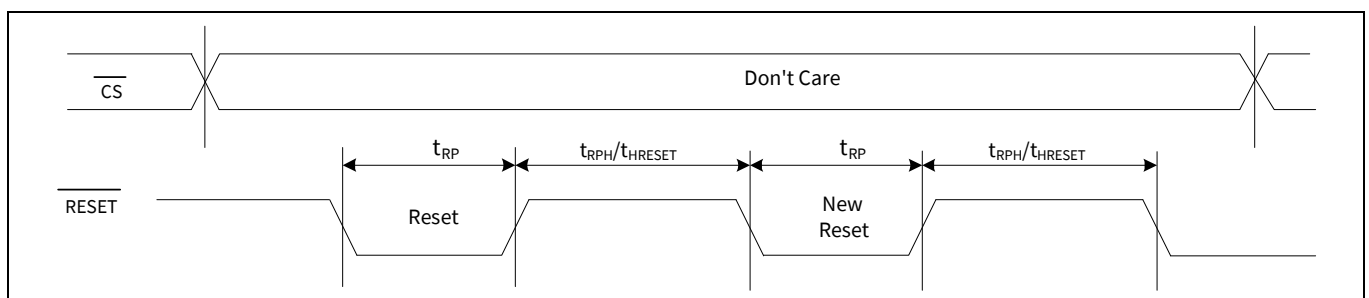 CS
Don't Care
tRP
tRPH/tHRESET
tRP
tRPH/tHRESET
RESET
Reset
New
Reset